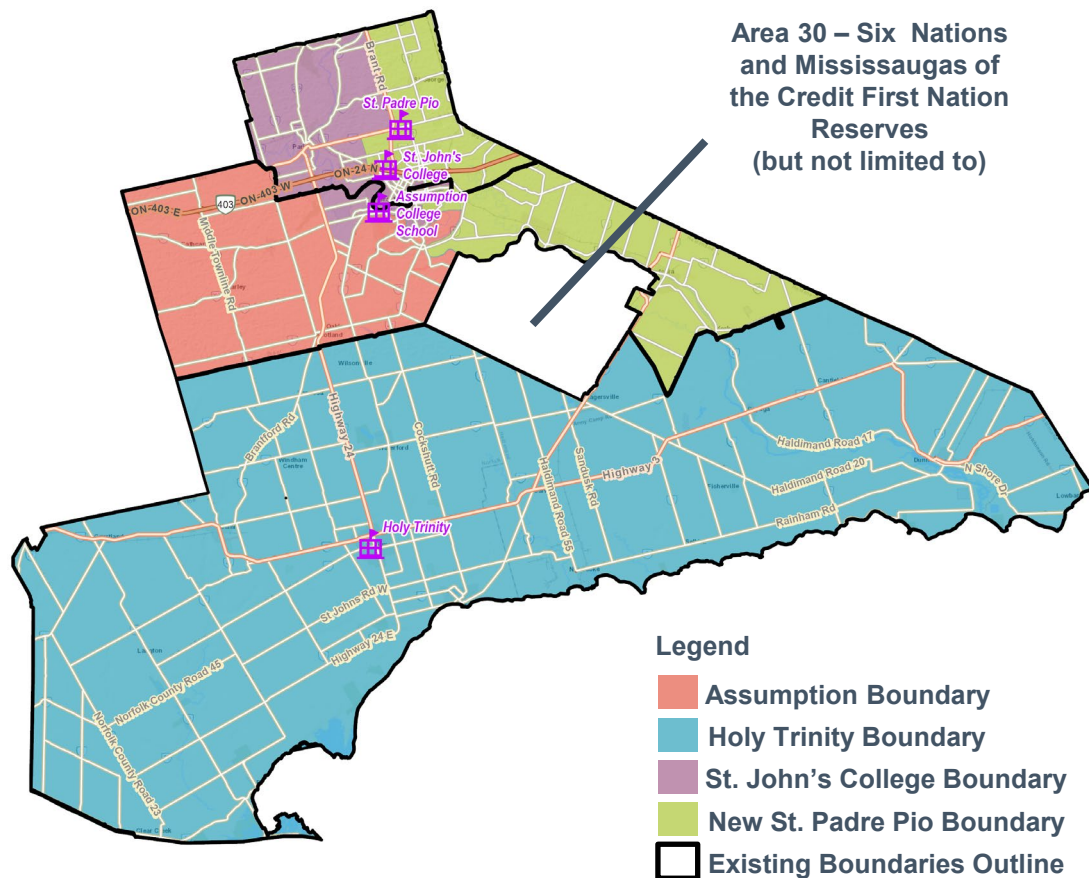 Area 30 – Six Nations
and Mississaugas of
the Credit First Nation
Reserves
(but not limited to)
Brant Rd
St. Padre Pio
St. John's
College
ON-24 N
Assumption
College
School
ON-403 W
ON-403 E
403
Middle Townline Rd
Brantford Rd
Highway 24
Cockshutt Rd
Windham
Centre
Haldimand Road 55
Sandusk Rd
Highway 3
Haldimand Road 17
Haldimand Road 20
Rainham Rd
N Shore Dr
Holy Trinity
St Johns Rd W
Highway 24 E
Norfolk County Road 45
Norfolk County Road 23
Clear Creek
Legend
Assumption Boundary
Holy Trinity Boundary
St. John's College Boundary
New St. Padre Pio Boundary
Existing Boundaries Outline